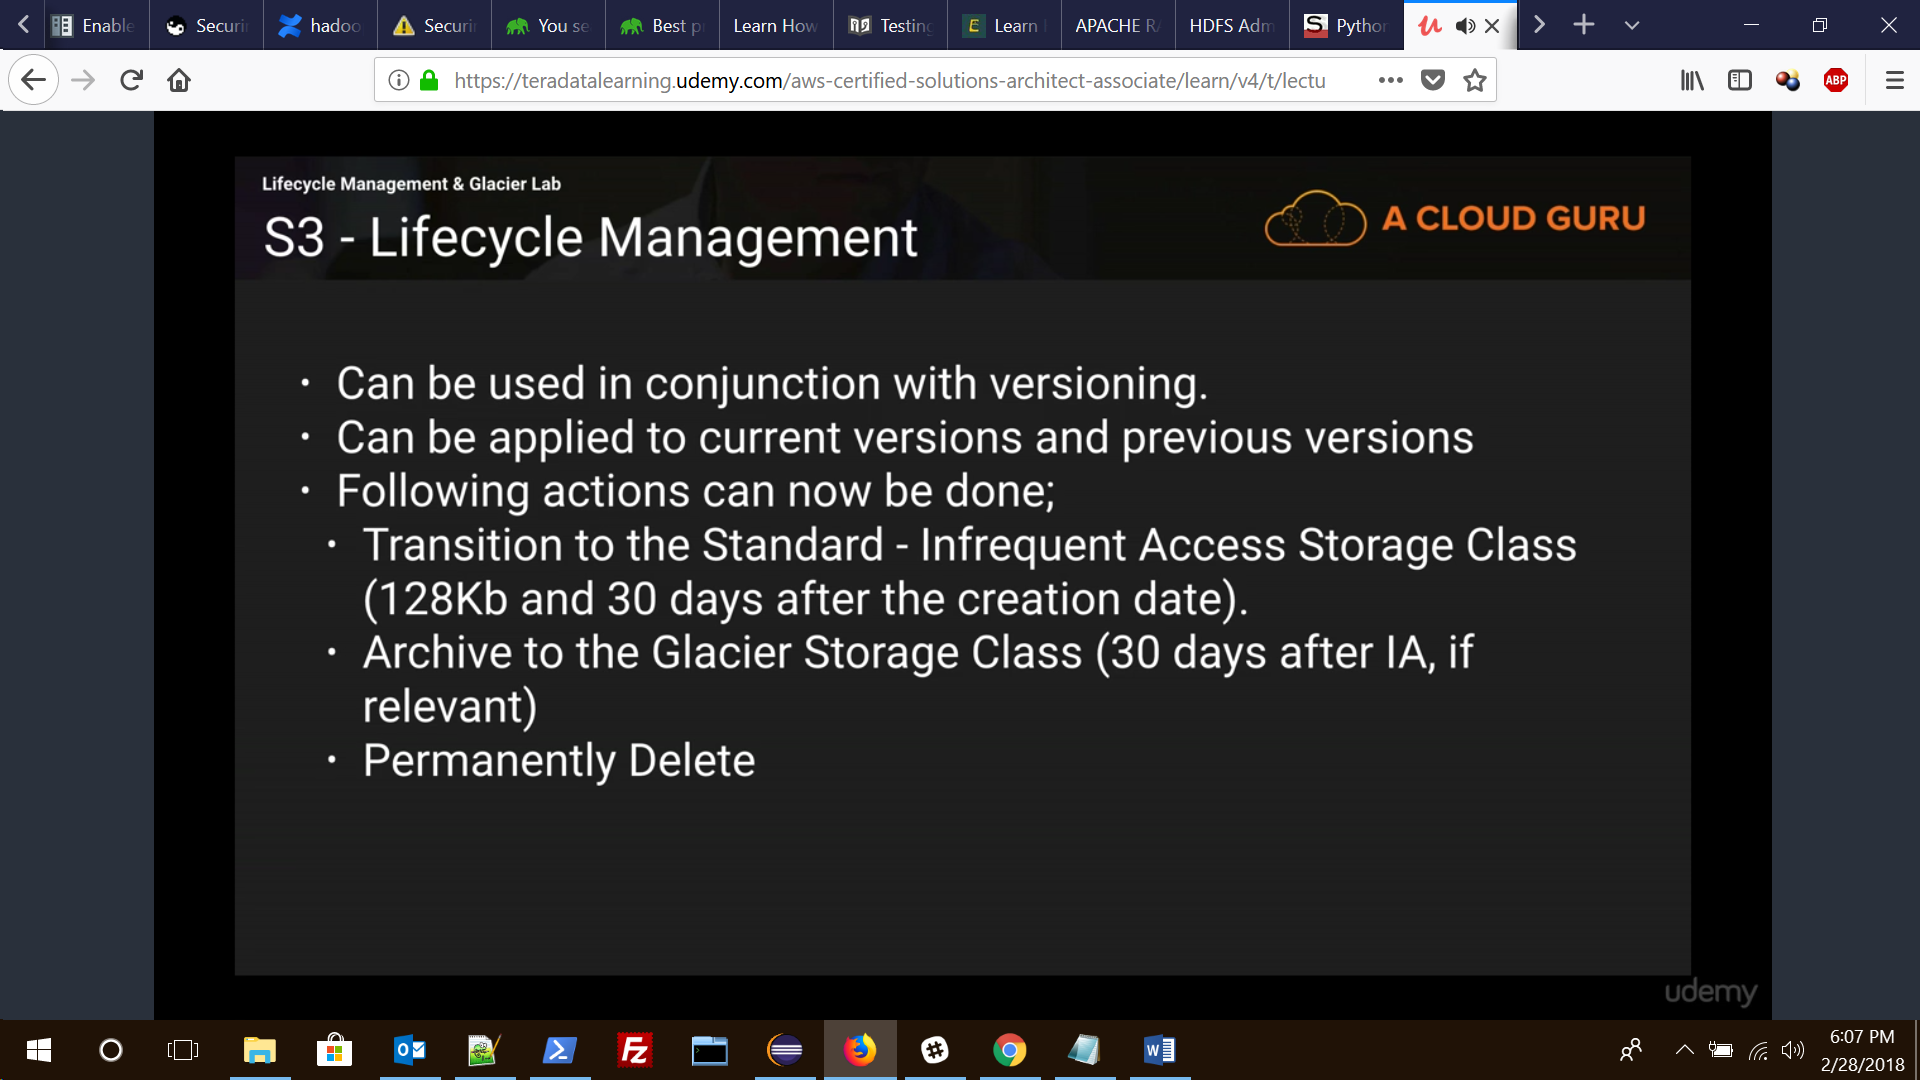 Enable
Securi
hadoo
Securi
You se
Best p
Learn How
Testing
E
Learn
APACHE RA
HDFS Adm
S
Python
https://teradatalearning.udemy.com/aws-certified-solutions-architect-associate/learn/v4/t/lectu
ABP
Lifecycle Management & Glacier Lab
S3 - Lifecycle Management
A CLOUD GURU
• Can be used in conjunction with versioning.
• Can be applied to current versions and previous versions
• Following actions can now be done;
• Transition to the Standard - Infrequent Access Storage Class
(128Kb and 30 days after the creation date).
• Archive to the Glacier Storage Class (30 days after IA, if
relevant)
• Permanently Delete
udemy
6:07 PM
2/28/2018